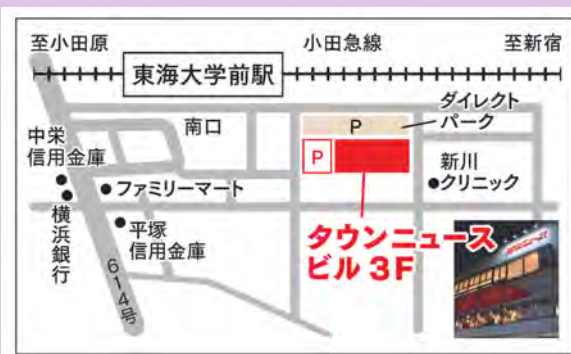 至小田原
小田急線
至新宿
東海大学前駅
ダイレクト
パーク
南口
P
中栄
信用金庫
P
新川
クリニック
ファミリーマート
横浜銀行
平塚
信用金庫
タウンニュース
ビル3F
614号